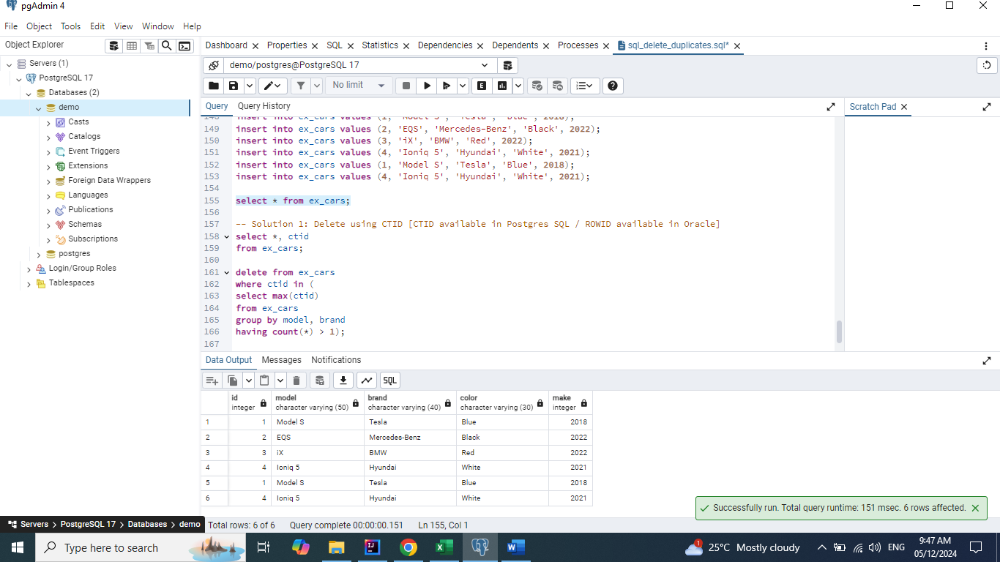 pgAdmin 4
File Object Tools Edit View Window Help
Object Explorer
Dashboard Properties SQL Statistics Dependencies Dependents Processes sql_delete_duplicates.sql*
Servers (1)
PostgreSQL 17
Databases (2)
demo
Casts
Catalogs
Event Triggers
Extensions
Foreign Data Wrappers
Languages
Publications
Schemas
Subscriptions
postgres
Login/Group Roles
Tablespaces
demo/postgres@PostgreSQL 17
No limit
E
Query Query History
Scratch Pad
148 insert into ex_cars values (1, 'Model S', 'Tesla', 'Blue', 2018);
149 insert into ex_cars values (2, 'EQS', 'Mercedes-Benz', 'Black', 2022);
150 insert into ex_cars values (3, 'iX', 'BMW', 'Red', 2022);
151 insert into ex_cars values (4, 'Ioniq 5', 'Hyundai', 'White', 2021);
152 insert into ex_cars values (1, 'Model S', 'Tesla', 'Blue', 2018);
153 insert into ex_cars values (4, 'Ioniq 5', 'Hyundai', 'White', 2021);
154
155 select * from ex_cars;
156
157 -- Solution 1: Delete using CTID [CTID available in Postgres SQL / ROWID available in Oracle]
158 select *, ctid
159 from ex_cars;
160
161 delete from ex_cars
162 where ctid in (
163 select max(ctid)
164 from ex_cars
165 group by model, brand
166 having count(*) > 1);
167
Data Output Messages Notifications
SQL
id model brand color make
integer character varying (50) character varying (40) character varying (30) integer
1 1 Model S Tesla Blue 2018
2 2 EQS Mercedes-Benz Black 2022
3 3 iX BMW Red 2022
4 4 Ioniq 5 Hyundai White 2021
5 1 Model S Tesla Blue 2018
6 4 Ioniq 5 Hyundai White 2021
Successfully run. Total query runtime: 151 msec. 6 rows affected.
Servers > PostgreSQL 17 > Databases > demo
Total rows: 6 of 6 Query complete 00:00:00.151 Ln 155, Col 1
Type here to search
1 25°C Mostly cloudy ENG
9:47 AM
05/12/2024